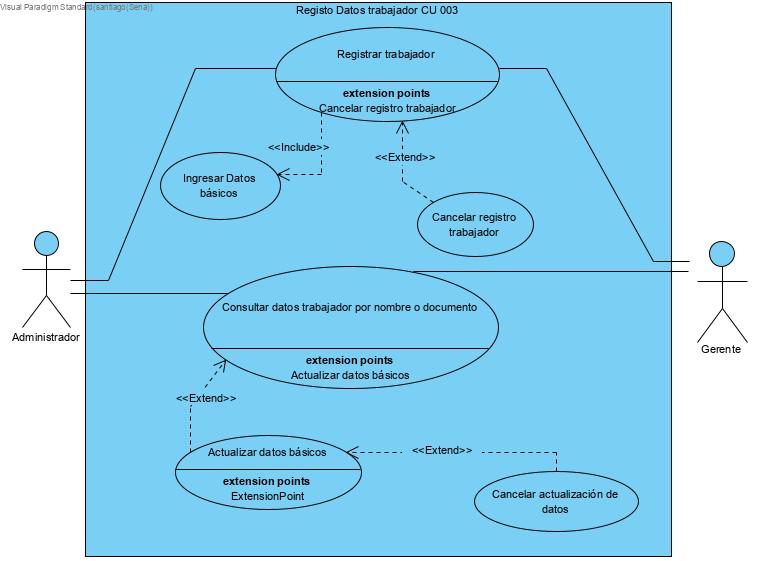 Visual Paradigm Standard(santiago(Sena))
Registo Datos trabajador CU 003
Registrar trabajador
extension points
Cancelar registro trabajador
<<Include>>
<<Extend>>
Ingresar Datos
básicos
Cancelar registro
trabajador
Administrador
Gerente
Consultar datos trabajador por nombre o documento
extension points
Actualizar datos básicos
<<Extend>>
Actualizar datos básicos
extension points
ExtensionPoint
<<Extend>>
Cancelar actualización de
datos